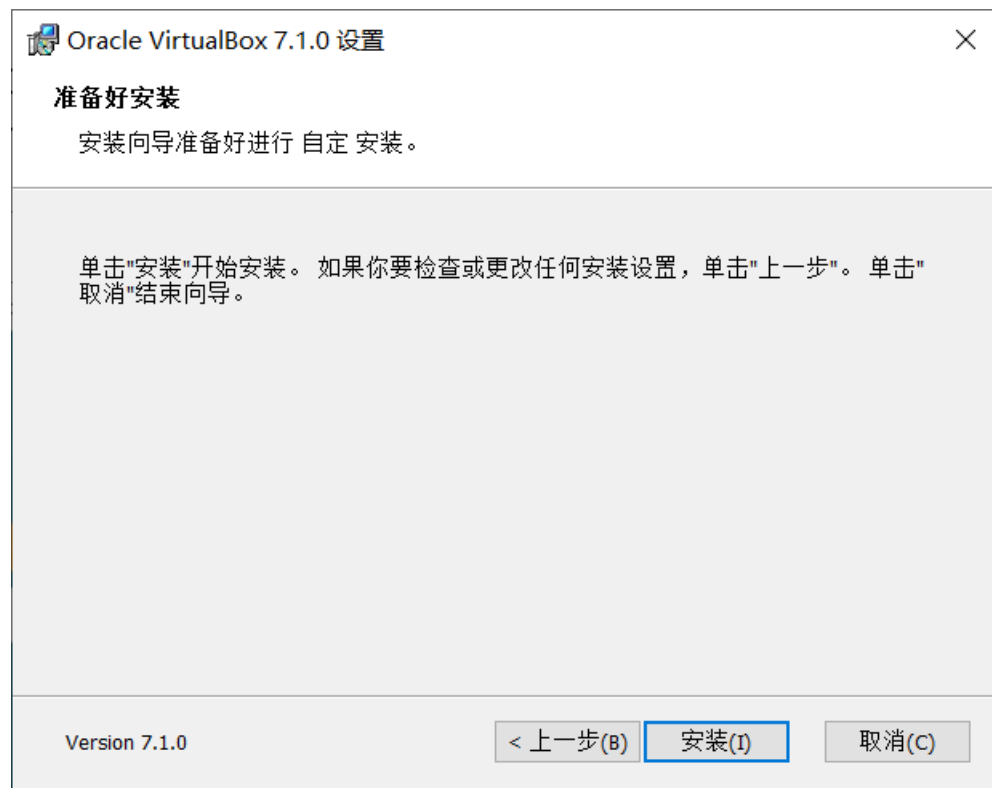 Oracle VirtualBox 7.1.0 设置
准备好安装
安装向导准备好进行 自定 安装。
单击"安装"开始安装。 如果你要检查或更改任何安装设置，单击"上一步"。 单击"
取消"结束向导。
Version 7.1.0
< 上一步(B)
安装(I)
取消(C)